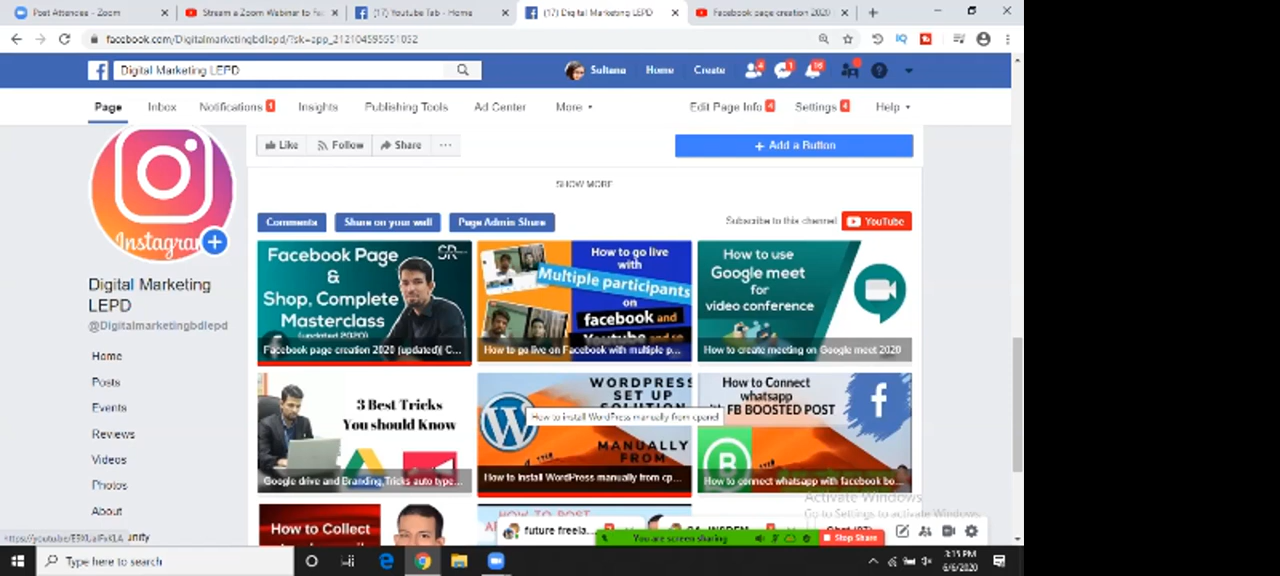 Post Attendee - Zoom
Stream a Zoom Webinar to Fa
(17) Youtube Tab - Home
(17) Digital Marketing LEPD
Facebook page creation 2020
facebook.com/Digitalmarketingbdlepd/?sk=app_212104595551052
Digital Marketing LEPD
Sultana Home Create
Page Inbox Notifications 1 Insights Publishing Tools Ad Center More Edit Page Info 4 Settings 4 Help
Like Follow Share + Add a Button
SHOW MORE
Instagram
Comments Share on your wall Page Admin Share Subscribe to this channel YouTube
Facebook Page
&
Shop, Complete
Masterclass
(updated 2020)
SR
Facebook page creation 2020 (updated)| C...
How to go live
with
Multiple participants
on
facebook and
How to go live on Facebook with multiple p...
How to use
Google meet
for
video conference
How to create meeting on Google meet 2020
Digital Marketing
LEPD
@Digitalmarketingbdlepd
Home
Posts
Events
Reviews
Videos
Photos
About
3 Best Tricks
You should Know
Google drive and Branding,Tricks auto type...
WORDPRESS
SET UP
MANUALLY
FROM
How to install WordPress manually from cpanel
How to install WordPress manually from cp...
How to Connect
whatsapp
FB BOOSTED POST
B
How to connect whatsapp with facebook bo...
How to Collect
HOW TO POST
Activate Windows
Go to Settings to activate Windows.
future freela...
You are screen sharing Stop Share
Type here to search
3:15 PM
6/6/2020